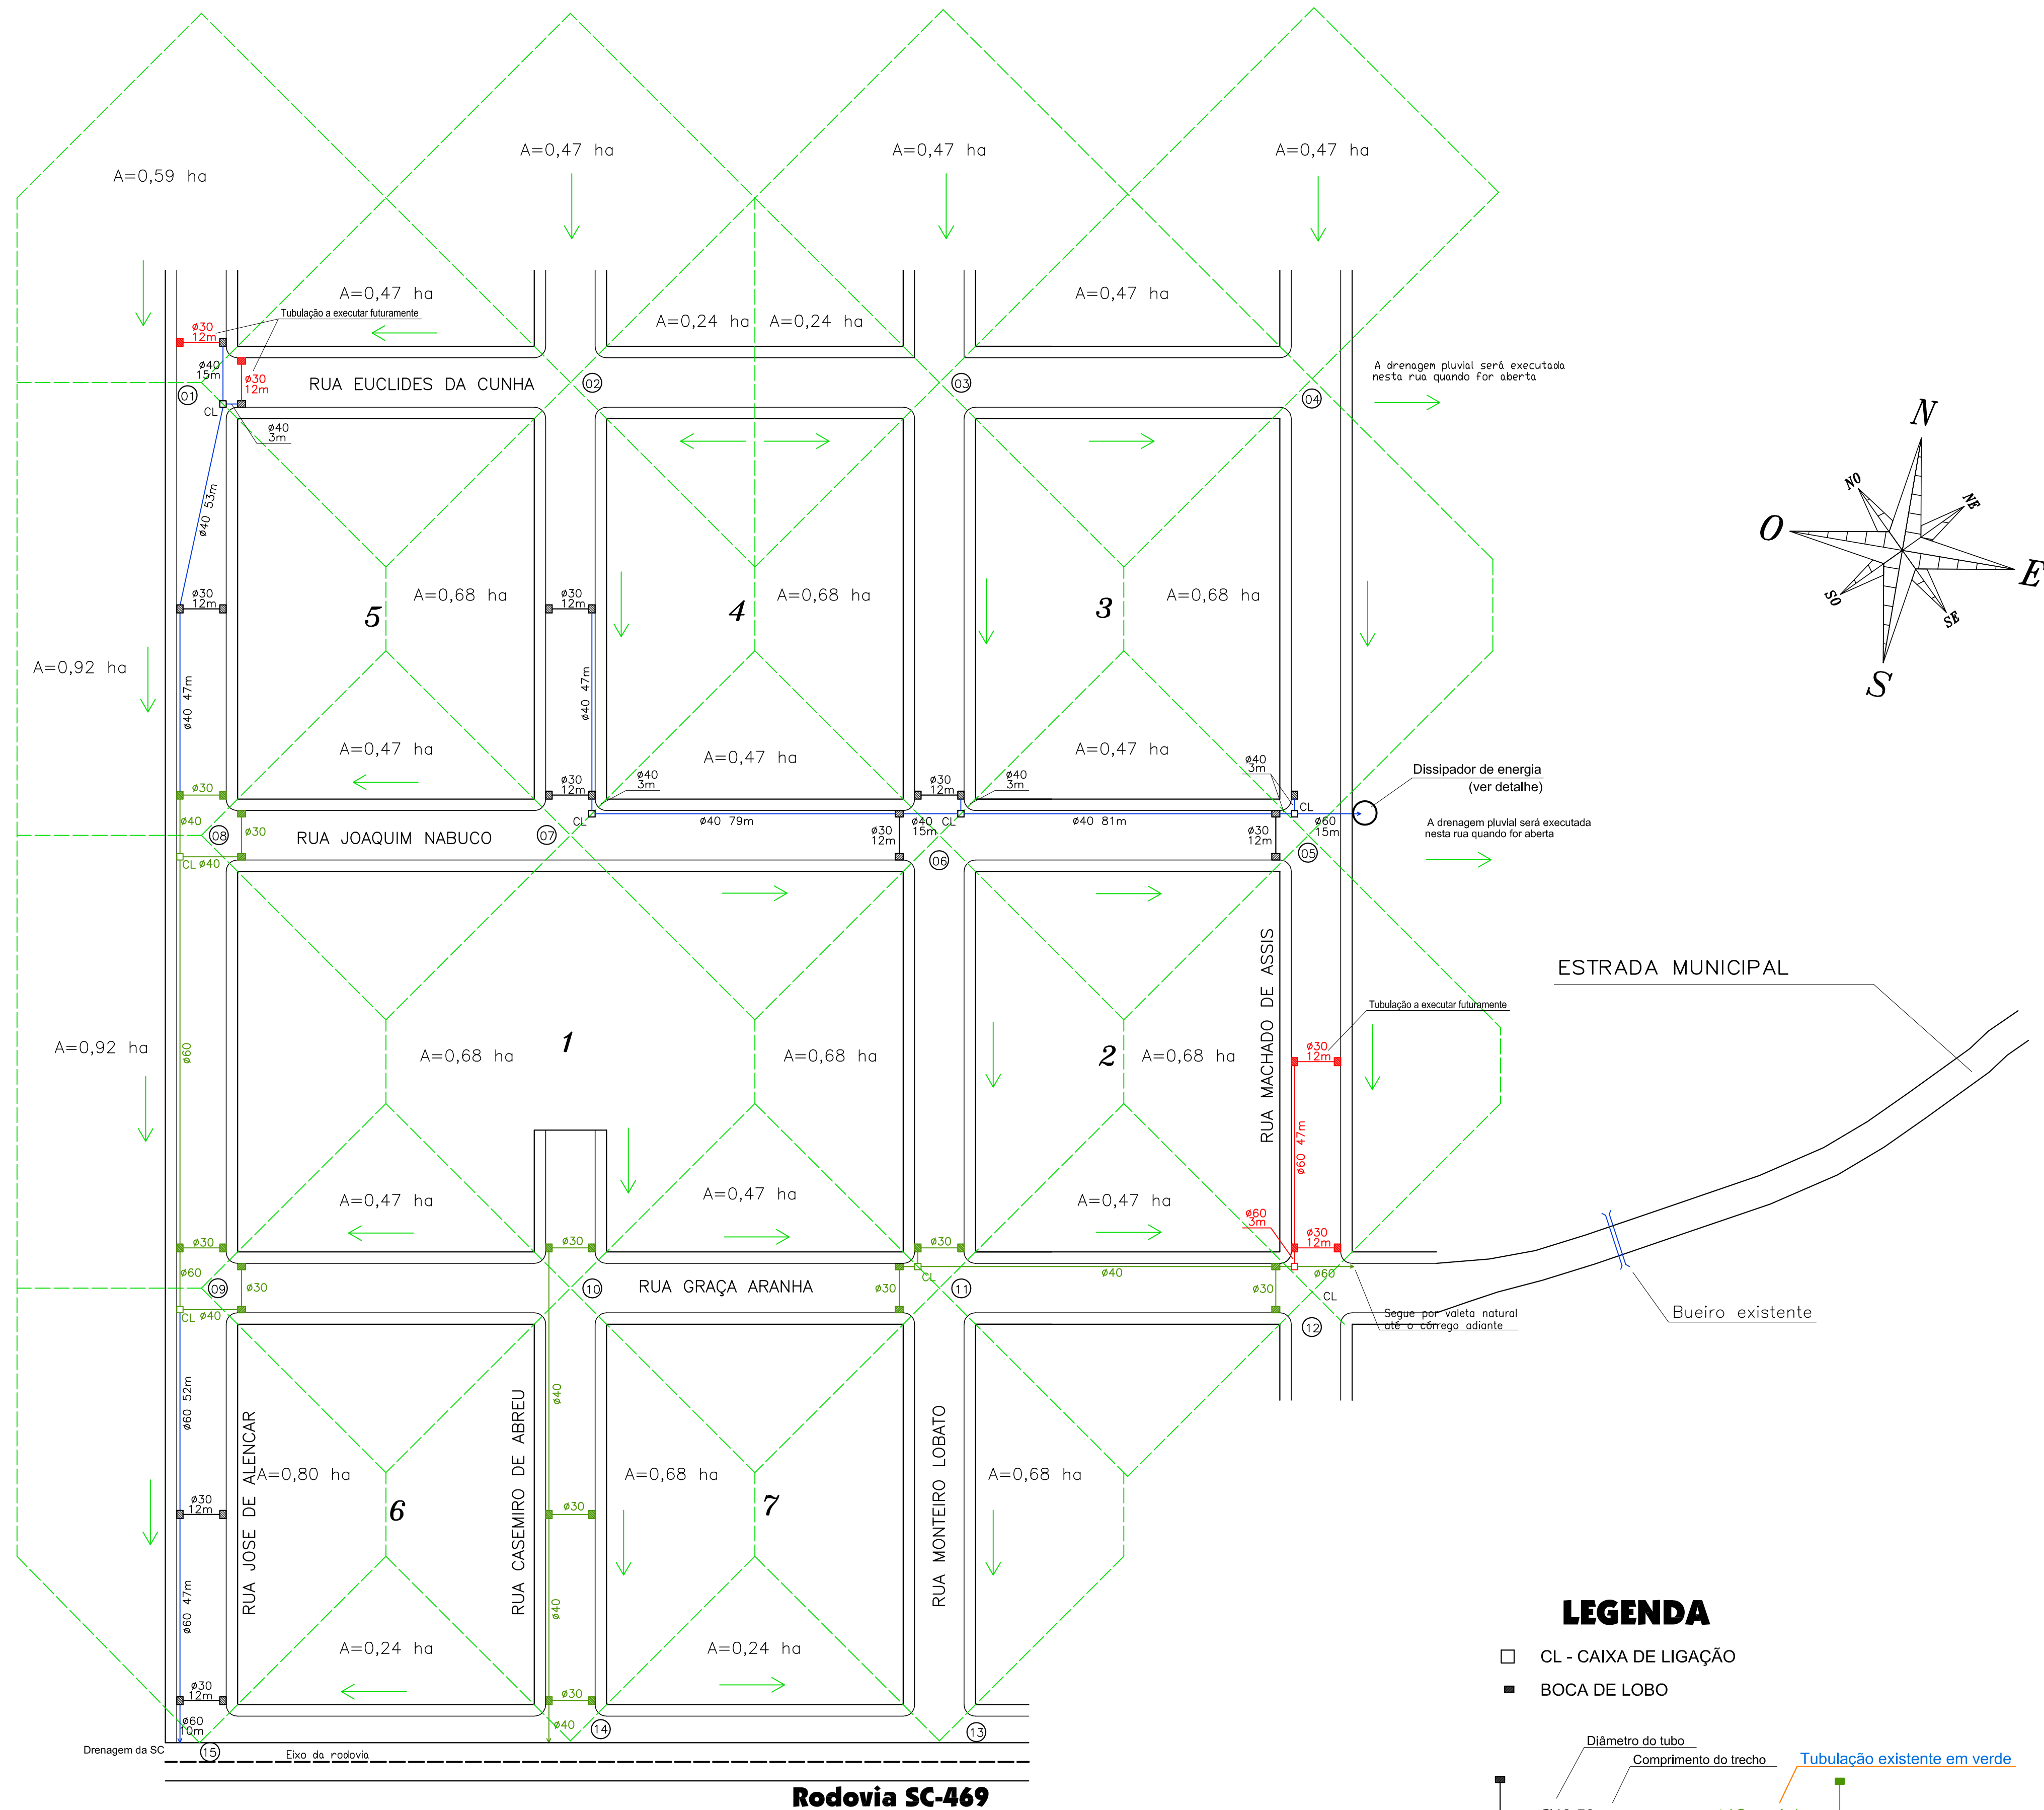 A=0,47 ha
A=0,47 ha
A=0,47 ha
A=0,59 ha
A=0,47 ha
A=0,47 ha
Tubulação a executar futuramente
A=0,24 ha
A=0,24 ha
ø30
12m
ø40
15m
ø30
12m
RUA EUCLIDES DA CUNHA
01
02
03
04
CL
ø40
3m
A drenagem pluvial será executada
nesta rua quando for aberta
N
NO
NE
O
E
SO
SE
S
ø40 53m
ø30
12m
5
A=0,68 ha
ø30
12m
4
A=0,68 ha
3
A=0,68 ha
A=0,92 ha
ø40 47m
ø40 47m
A=0,47 ha
A=0,47 ha
A=0,47 ha
ø30
ø30
12m
ø40
3m
ø30
12m
ø40
3m
ø40
3m
Dissipador de energia
(ver detalhe)
CL
ø40
08
ø30
RUA JOAQUIM NABUCO
07
CL
ø40 79m
ø30
12m
ø40
15m
CL
ø40 81m
ø30
12m
ø60
15m
A drenagem pluvial será executada
nesta rua quando for aberta
05
06
CL ø40
ESTRADA MUNICIPAL
RUA MACHADO DE ASSIS
Tubulação a executar futuramente
A=0,92 ha
ø60
A=0,68 ha
1
A=0,68 ha
2
A=0,68 ha
ø30
12m
ø60 47m
A=0,47 ha
A=0,47 ha
A=0,47 ha
ø60
3m
ø30
ø30
ø30
ø30
12m
ø60
09
ø30
10
RUA GRAÇA ARANHA
ø30
CL
11
ø40
ø30
ø60
CL
CL ø40
12
Segue por valeta natural
até o córrego adiante
Bueiro existente
ø60 52m
ø40
RUA JOSE DE ALENCAR
RUA CASEMIRO DE ABREU
RUA MONTEIRO LOBATO
A=0,80 ha
A=0,68 ha
A=0,68 ha
ø30
12m
6
ø30
7
ø60 47m
ø40
A=0,24 ha
A=0,24 ha
ø30
12m
ø30
ø60
10m
ø40
14
13
15
Drenagem da SC
Eixo da rodovia
Rodovia SC-469
LEGENDA
CL - CAIXA DE LIGAÇÃO
BOCA DE LOBO
Diâmetro do tubo
Comprimento do trecho
Tubulação existente em verde